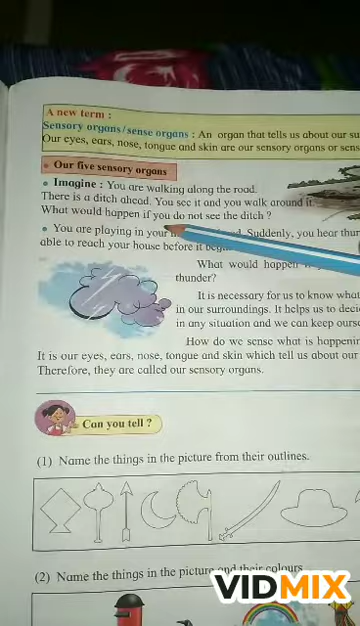 A new term :
Sensory organs/sense organs : An organ that tells us about our su
Our eyes, ears, nose, tongue and skin are our sensory organs or sens
• Our five sensory organs
• Imagine : You are walking along the road.
There is a ditch ahead. You see it and you walk around it.
What would happen if you do not see the ditch ?
• You are playing in your Suddenly, you hear thun
able to reach your house before it
What would happen
thunder?
It is necessary for us to know what
in our surroundings. It helps us to deci
in any situation and we can keep ourse
How do we sense what is happenin
It is our eyes, ears, nose, tongue and skin which tell us about our
Therefore, they are called our sensory organs.
Can you tell ?
(1) Name the things in the picture from their outlines.
(2) Name the things in the picture and their colours
VIDMIX